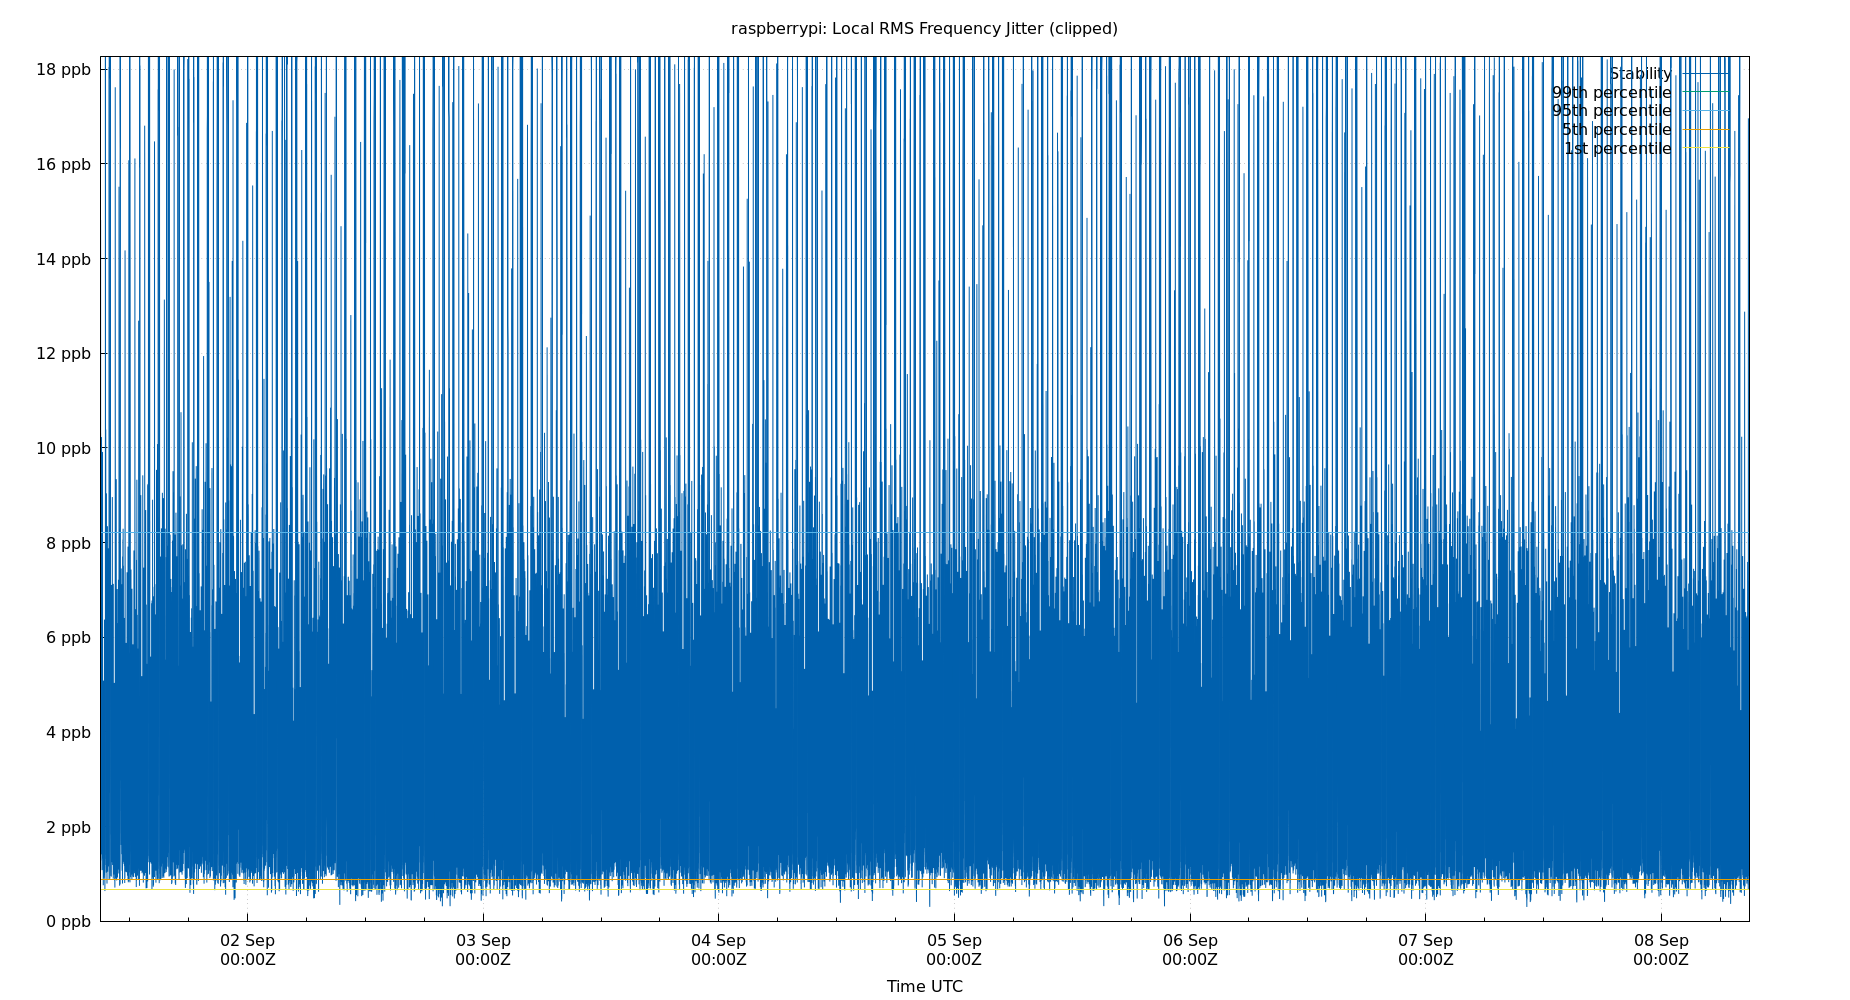 raspberrypi: Local RMS Frequency Jitter (clipped)
18 ppb
16 ppb
14 ppb
12 ppb
10 ppb
8 ppb
6 ppb
4 ppb
2 ppb
0 ppb
Stability
99th percentile
95th percentile
5th percentile
1st percentile
02 Sep 03 Sep 04 Sep 05 Sep 06 Sep 07 Sep 08 Sep
00:00Z 00:00Z 00:00Z 00:00Z 00:00Z 00:00Z 00:00Z
Time UTC